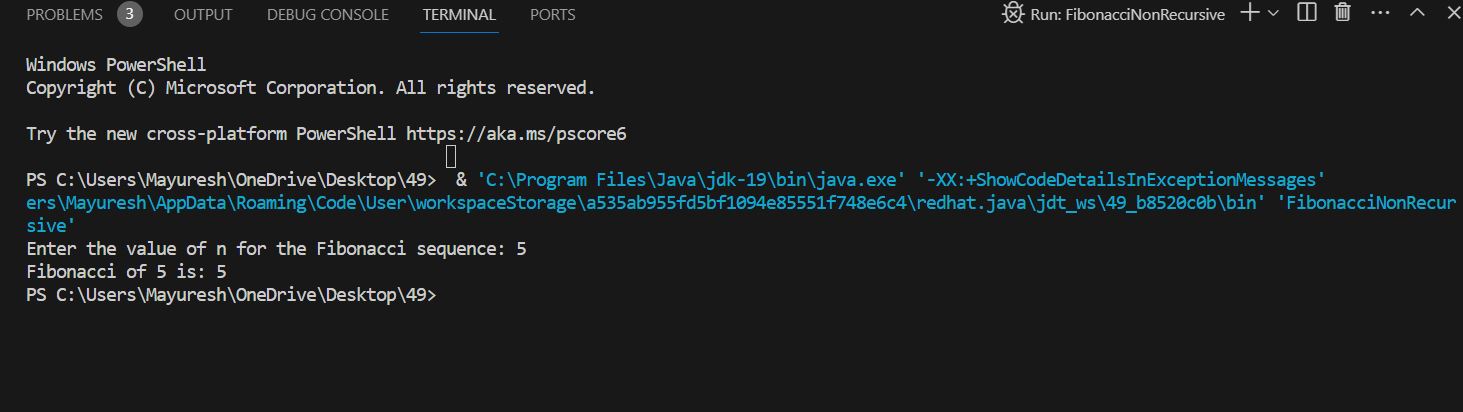 PROBLEMS 3 OUTPUT DEBUG CONSOLE TERMINAL PORTS Run: FibonacciNonRecursive
Windows PowerShell
Copyright (C) Microsoft Corporation. All rights reserved.
Try the new cross-platform PowerShell https://aka.ms/pscore6
PS C:\Users\Mayuresh\OneDrive\Desktop\49>  & 'C:\Program Files\Java\jdk-19\bin\java.exe' '-XX:+ShowCodeDetailsInExceptionMessages'
ers\Mayuresh\AppData\Roaming\Code\User\workspaceStorage\a535ab955fd5bf1094e85551f748e6c4\redhat.java\jdt_ws\49_b8520c0b\bin' 'FibonacciNonRecur
sive'
Enter the value of n for the Fibonacci sequence: 5
Fibonacci of 5 is: 5
PS C:\Users\Mayuresh\OneDrive\Desktop\49>